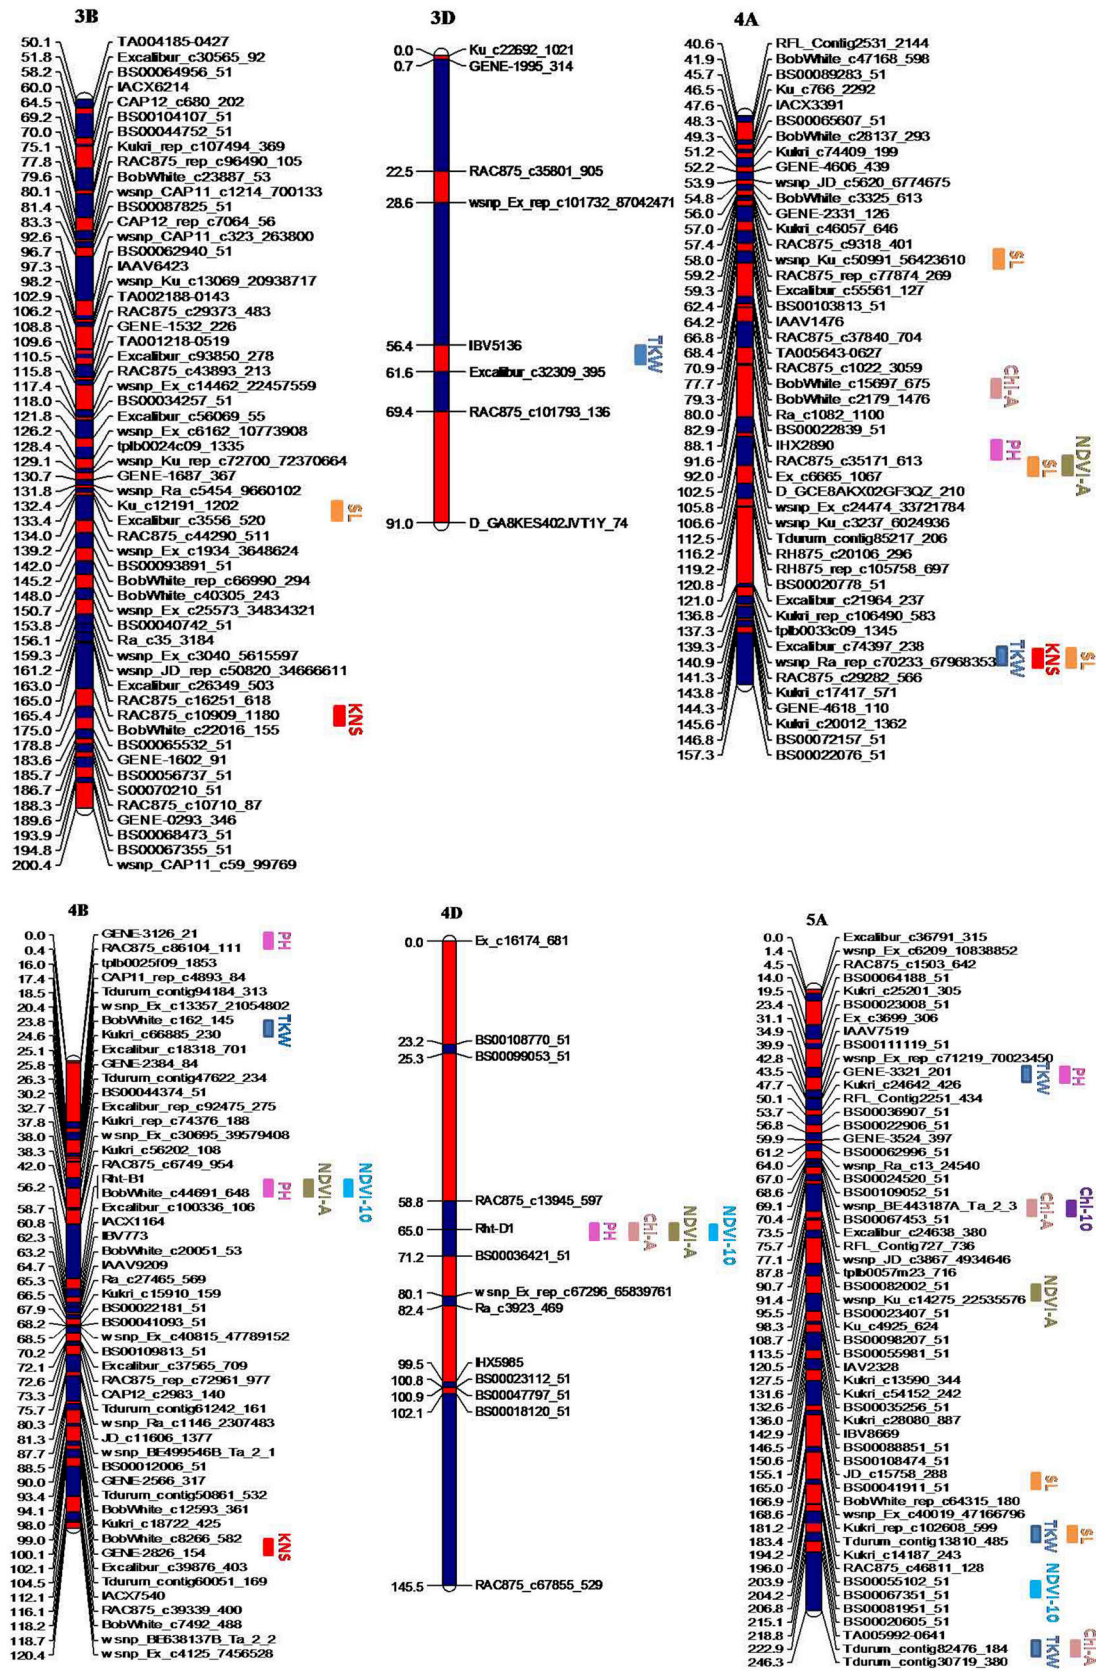 3B
50.1 TA004185-0427
51.8 Excalibur_c30565_92
58.2 BS00064956_51
60.0 IACX6214
64.5 CAP12_c680_202
69.2 BS00104107_51
70.0 BS00044752_51
75.1 Kukri_rep_c107494_369
77.8 RAC875_rep_c96490_105
79.6 BobWhite_c23887_53
80.1 wsnp_CAP11_c1214_700133
81.4 BS00087825_51
83.3 CAP12_rep_c7064_56
92.6 wsnp_CAP11_c323_263800
96.7 BS00062940_51
97.3 IAAV6423
98.2 wsnp_Ku_c13069_20938717
102.9 TA002188-0143
106.2 RAC875_c29373_483
108.8 GENE-1532_226
109.6 TA001218-0519
110.5 Excalibur_c93850_278
115.8 RAC875_c43893_213
117.4 wsnp_Ex_c14462_22457559
118.0 BS00034257_51
121.8 Excalibur_c56069_55
126.2 wsnp_Ex_c6162_10773908
128.4 tplb0024c09_1335
129.1 wsnp_Ku_rep_c72700_72370664
130.7 GENE-1687_367
131.8 wsnp_Ra_c5454_9660102
132.4 Ku_c12191_1202
133.4 Excalibur_c3556_520
134.0 RAC875_c44290_511
139.2 wsnp_Ex_c1934_3648624
142.0 BS00093891_51
145.2 BobWhite_rep_c66990_294
148.0 BobWhite_c40305_243
150.7 wsnp_Ex_c25573_34834321
153.8 BS00040742_51
156.1 Ra_c35_3184
159.3 wsnp_Ex_c3040_5615597
161.2 wsnp_JD_rep_c50820_34666611
163.0 Excalibur_c26349_503
165.0 RAC875_c16251_618
165.4 RAC875_c10909_1180
175.0 BobWhite_c22016_155
178.8 BS00065532_51
183.6 GENE-1602_91
185.7 BS00056737_51
186.7 S00070210_51
188.3 RAC875_c10710_87
189.6 GENE-0293_346
193.9 BS00068473_51
194.8 BS00067355_51
200.4 wsnp_CAP11_c59_99769
SL
KNS
3D
0.0 Ku_c22692_1021
0.7 GENE-1995_314
22.5 RAC875_c35801_905
28.6 wsnp_Ex_rep_c101732_87042471
56.4 IBV5136
61.6 Excalibur_c32309_395
69.4 RAC875_c101793_136
91.0 D_GA8KES402JVT1Y_74
TKW
4A
40.6 RFL_Contig2531_2144
41.9 BobWhite_c47168_598
45.7 BS00089283_51
46.5 Ku_c766_2292
47.6 IACX3391
48.3 BS00065607_51
49.3 BobWhite_c28137_293
51.2 Kukri_c74409_199
52.2 GENE-4606_439
53.9 wsnp_JD_c5620_6774675
54.8 BobWhite_c3325_613
56.0 GENE-2331_126
57.0 Kukri_c46057_646
57.4 RAC875_c9318_401
58.0 wsnp_Ku_c50991_56423610
59.2 RAC875_rep_c77874_269
59.3 Excalibur_c55561_127
62.4 BS00103813_51
64.2 IAAV1476
66.8 RAC875_c37840_704
68.4 TA005643-0627
70.9 RAC875_c1022_3059
77.7 BobWhite_c15697_675
79.3 BobWhite_c2179_1476
80.0 Ra_c1082_1100
82.9 BS00022839_51
88.1 IHX2890
91.6 RAC875_c35171_613
92.0 Ex_c6665_1067
102.5 D_GCE8AKX02GF3QZ_210
105.8 wsnp_Ex_c24474_33721784
106.6 wsnp_Ku_c3237_6024936
112.5 Tdurum_contig85217_206
116.2 RH875_c20106_296
119.2 RH875_rep_c105758_697
120.8 BS00020778_51
121.0 Excalibur_c21964_237
136.8 Kukri_rep_c106490_583
137.3 tplb0033c09_1345
139.3 Excalibur_c74397_238
140.9 wsnp_Ra_rep_c70233_67968353
141.3 RAC875_c29282_566
143.8 Kukri_c17417_571
144.3 GENE-4618_110
145.6 Kukri_c20012_1362
146.8 BS00072157_51
157.3 BS00022076_51
SL
Chl-A
PH SL NDVI-A
TKW KNS SL
4B
0.0 GENE-3126_21
0.4 RAC875_c86104_111
16.0 tplb0025f09_1853
17.4 CAP11_rep_c4893_84
18.5 Tdurum_contig94184_313
20.4 wsnp_Ex_c13357_21054802
23.8 BobWhite_c162_145
24.6 Kukri_c66885_230
25.1 Excalibur_c18318_701
25.8 GENE-2384_84
26.3 Tdurum_contig47622_234
30.2 BS00044374_51
32.7 Excalibur_rep_c92475_275
37.8 Kukri_rep_c74376_188
38.0 wsnp_Ex_c30695_39579408
38.3 Kukri_c56202_108
42.0 RAC875_c6749_954
Rht-B1
56.2 BobWhite_c44691_648
58.7 Excalibur_c100336_106
60.8 IACX1164
62.3 IBV773
63.2 BobWhite_c20051_53
64.7 IAAV9209
65.3 Ra_c27465_569
66.5 Kukri_c15910_159
67.9 BS00022181_51
68.2 BS00041093_51
68.5 wsnp_Ex_c40815_47789152
70.2 BS00109813_51
72.1 Excalibur_c37565_709
72.6 RAC875_rep_c72961_977
73.3 CAP12_c2983_140
75.7 Tdurum_contig61242_161
80.3 wsnp_Ra_c1146_2307483
81.3 JD_c11606_1377
87.7 wsnp_BE499546B_Ta_2_1
88.5 BS00012006_51
90.0 GENE-2566_317
93.4 Tdurum_contig50861_532
94.1 BobWhite_c12593_361
98.0 Kukri_c18722_425
99.0 BobWhite_c8266_582
100.1 GENE-2826_154
102.1 Excalibur_c39876_403
104.5 Tdurum_contig60051_169
112.1 IACX7540
116.1 RAC875_c39339_400
118.2 BobWhite_c7492_488
118.7 wsnp_BE638137B_Ta_2_2
120.4 wsnp_Ex_c4125_7456528
PH
TKW
PH NDVI-A NDVI-10
KNS
4D
0.0 Ex_c16174_681
23.2 BS00108770_51
25.3 BS00099053_51
58.8 RAC875_c13945_597
65.0 Rht-D1
71.2 BS00036421_51
80.1 wsnp_Ex_rep_c67296_65839761
82.4 Ra_c3923_469
99.5 IHX5985
100.8 BS00023112_51
100.9 BS00047797_51
102.1 BS00018120_51
145.5 RAC875_c67855_529
PH Chl-A NDVI-A NDVI-10
5A
0.0 Excalibur_c36791_315
1.4 wsnp_Ex_c6209_10838852
4.5 RAC875_c1503_642
14.0 BS00064188_51
19.5 Kukri_c25201_305
23.4 BS00023008_51
31.1 Ex_c3699_306
34.9 IAAV7519
39.9 BS00111119_51
42.8 wsnp_Ex_rep_c71219_70023450
43.5 GENE-3321_201
47.7 Kukri_c24642_426
50.1 RFL_Contig2251_434
53.7 BS00036907_51
56.8 BS00022906_51
59.9 GENE-3524_397
61.2 BS00062996_51
64.0 wsnp_Ra_c13_24540
67.0 BS00024520_51
68.6 BS00109052_51
69.1 wsnp_BE443187A_Ta_2_3
70.4 BS00067453_51
73.5 Excalibur_c24638_380
75.7 RFL_Contig727_736
77.1 wsnp_JD_c3867_4934646
87.8 tplb0057m23_716
90.7 BS00082002_51
91.4 wsnp_Ku_c14275_22535576
95.5 BS00023407_51
98.3 Ku_c4925_624
108.7 BS00098207_51
113.5 BS00055981_51
120.5 IAV2328
127.5 Kukri_c13590_344
131.6 Kukri_c54152_242
132.6 BS00035256_51
136.0 Kukri_c28080_887
142.9 IBV8669
146.5 BS00088851_51
150.6 BS00108474_51
155.1 JD_c15758_288
165.0 BS00041911_51
166.9 BobWhite_rep_c64315_180
168.6 wsnp_Ex_c40019_47166796
181.2 Kukri_rep_c102608_599
183.4 Tdurum_contig13810_485
194.2 Kukri_c14187_243
196.0 RAC875_c46811_128
203.9 BS00055102_51
204.2 BS00067351_51
206.8 BS00081951_51
215.1 BS00020605_51
218.8 TA005992-0641
222.9 Tdurum_contig82476_184
246.3 Tdurum_contig30719_380
TKW PH
Chl-A Chl-10
NDVI-A
SL
TKW SL
NDVI-10
TKW Chl-A